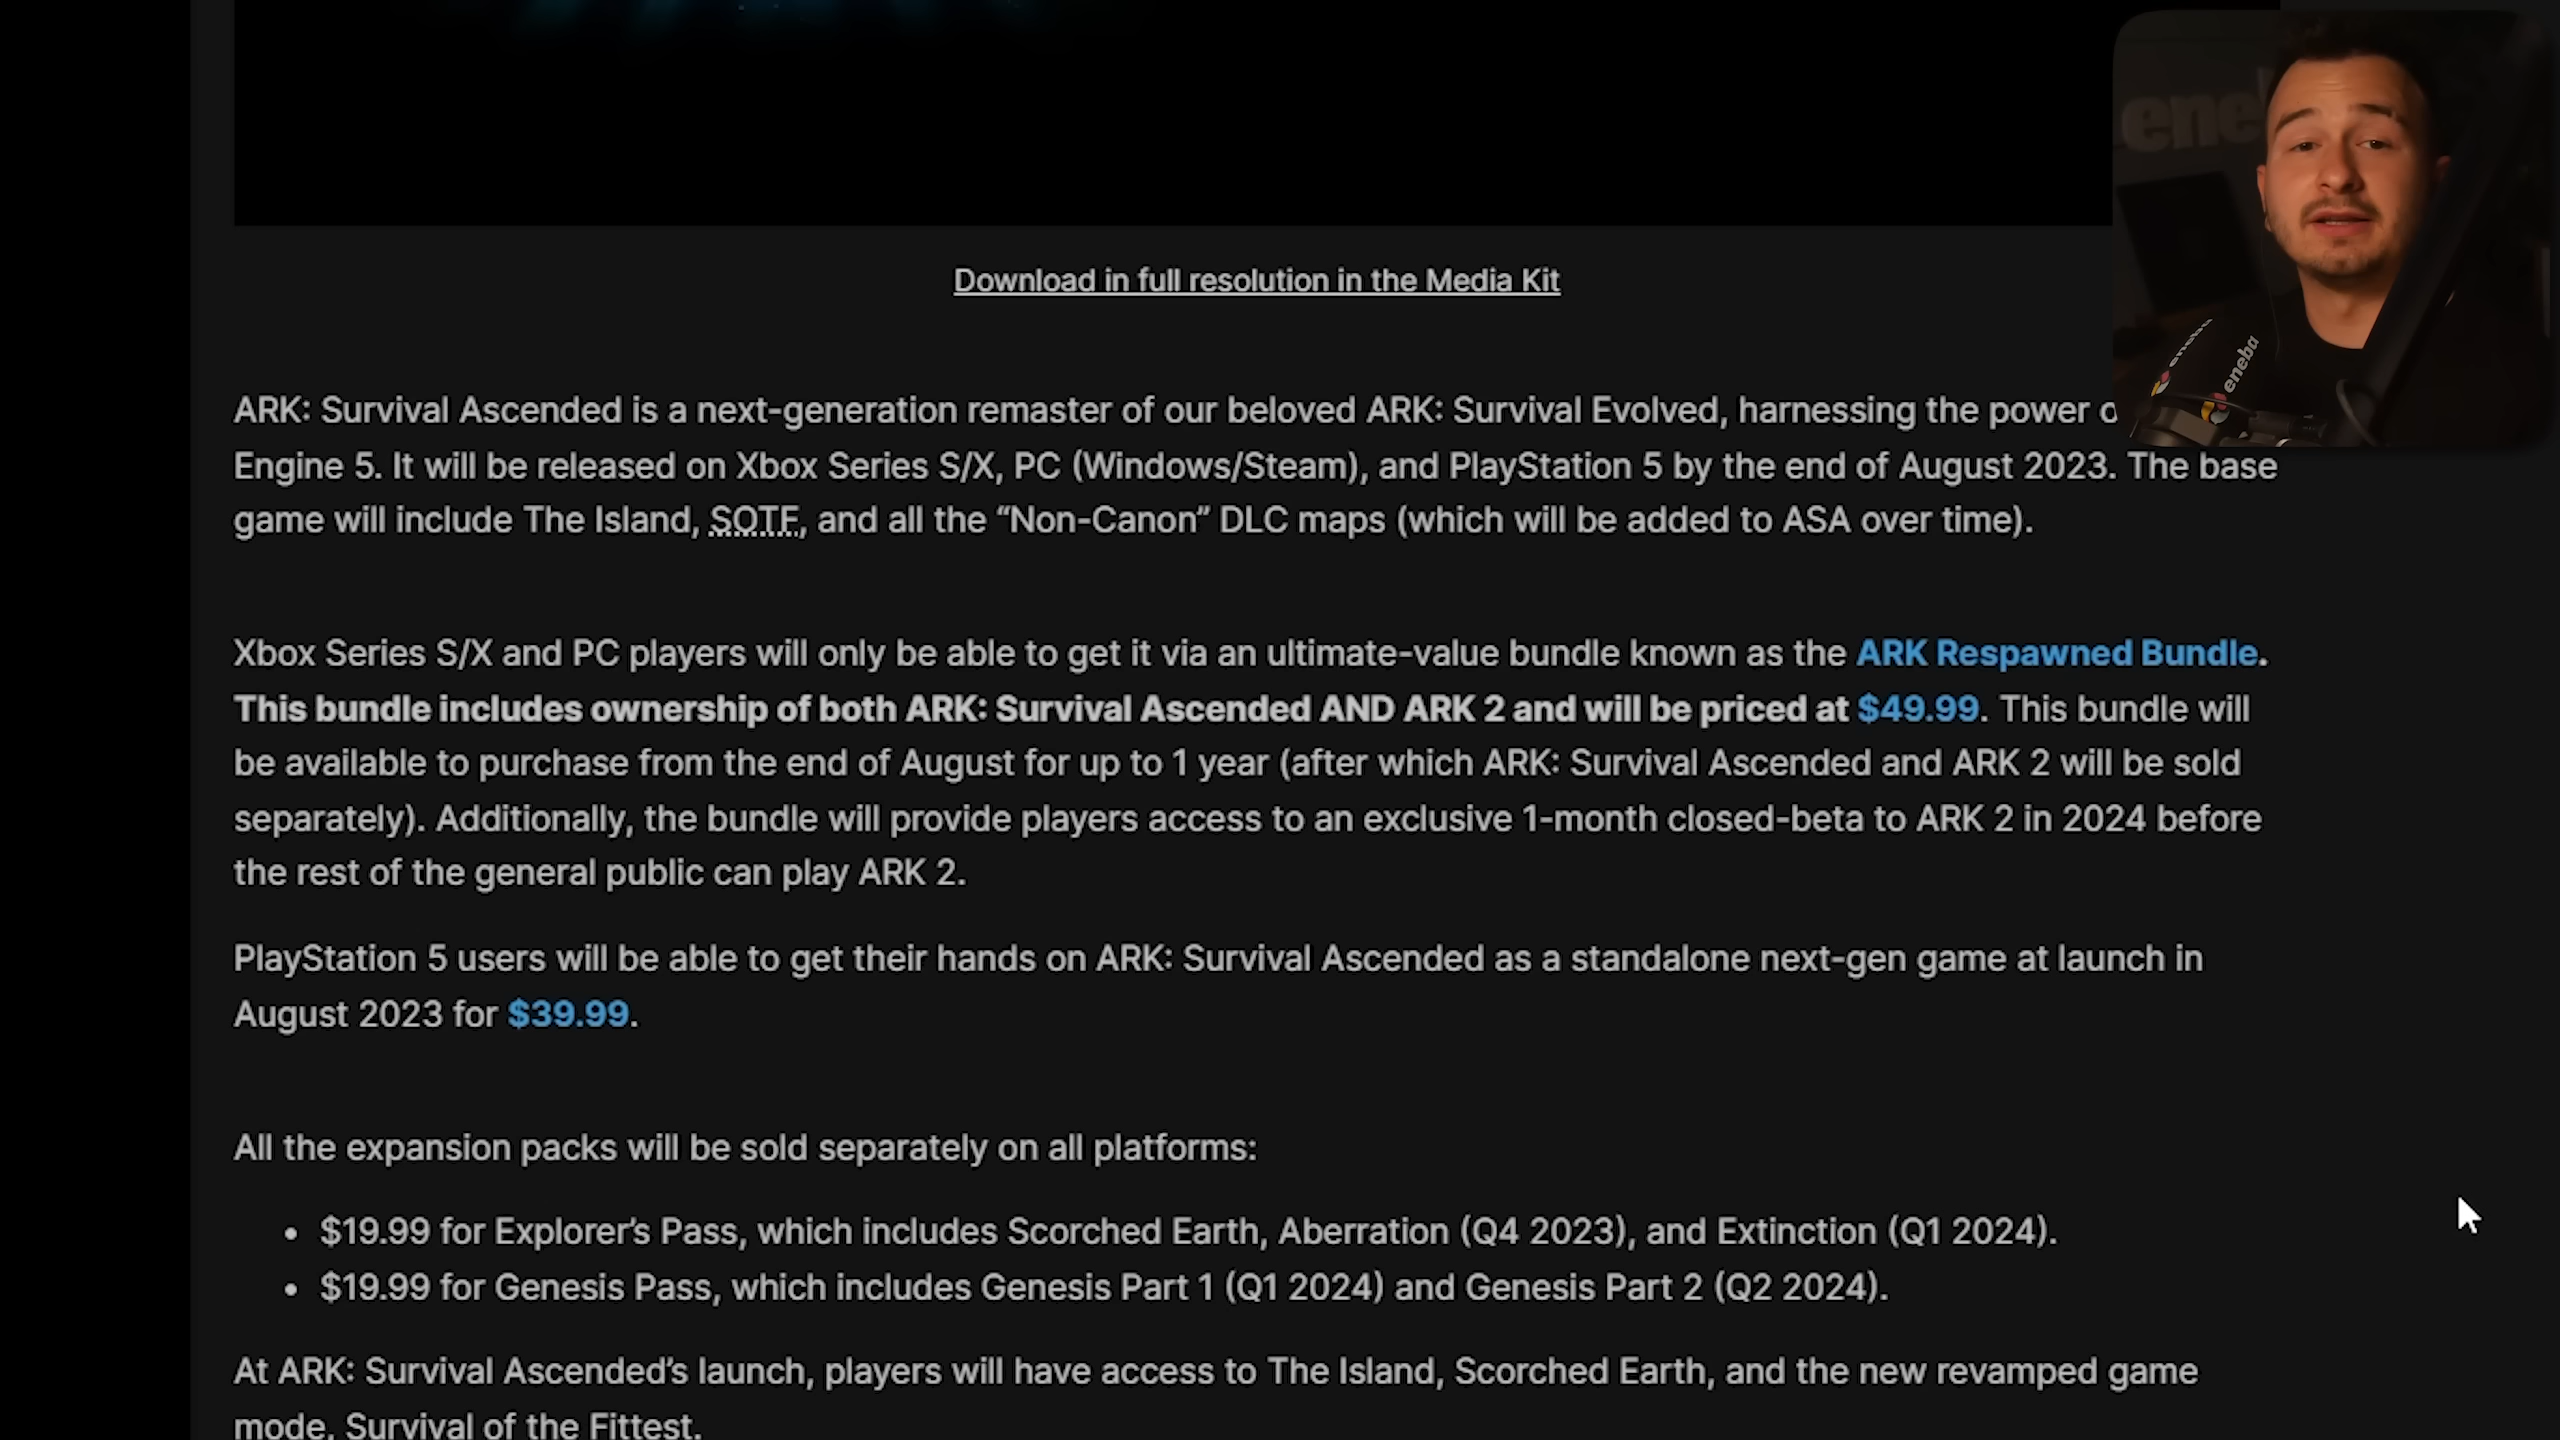 ene
eneba
eneba
Download in full resolution in the Media Kit
ARK: Survival Ascended is a next-generation remaster of our beloved ARK: Survival Evolved, harnessing the power
Engine 5. It will be released on Xbox Series S/X, PC (Windows/Steam), and PlayStation 5 by the end of August 2023. The base
game will include The Island, SOTF, and all the “Non-Canon” DLC maps (which will be added to ASA over time).
Xbox Series S/X and PC players will only be able to get it via an ultimate-value bundle known as the ARK Respawned Bundle.
This bundle includes ownership of both ARK: Survival Ascended AND ARK 2 and will be priced at $49.99. This bundle will
be available to purchase from the end of August for up to 1 year (after which ARK: Survival Ascended and ARK 2 will be sold
separately). Additionally, the bundle will provide players access to an exclusive 1-month closed-beta to ARK 2 in 2024 before
the rest of the general public can play ARK 2.
PlayStation 5 users will be able to get their hands on ARK: Survival Ascended as a standalone next-gen game at launch in
August 2023 for $39.99.
All the expansion packs will be sold separately on all platforms:
• $19.99 for Explorer’s Pass, which includes Scorched Earth, Aberration (Q4 2023), and Extinction (Q1 2024).
• $19.99 for Genesis Pass, which includes Genesis Part 1 (Q1 2024) and Genesis Part 2 (Q2 2024).
At ARK: Survival Ascended’s launch, players will have access to The Island, Scorched Earth, and the new revamped game
mode, Survival of the Fittest.